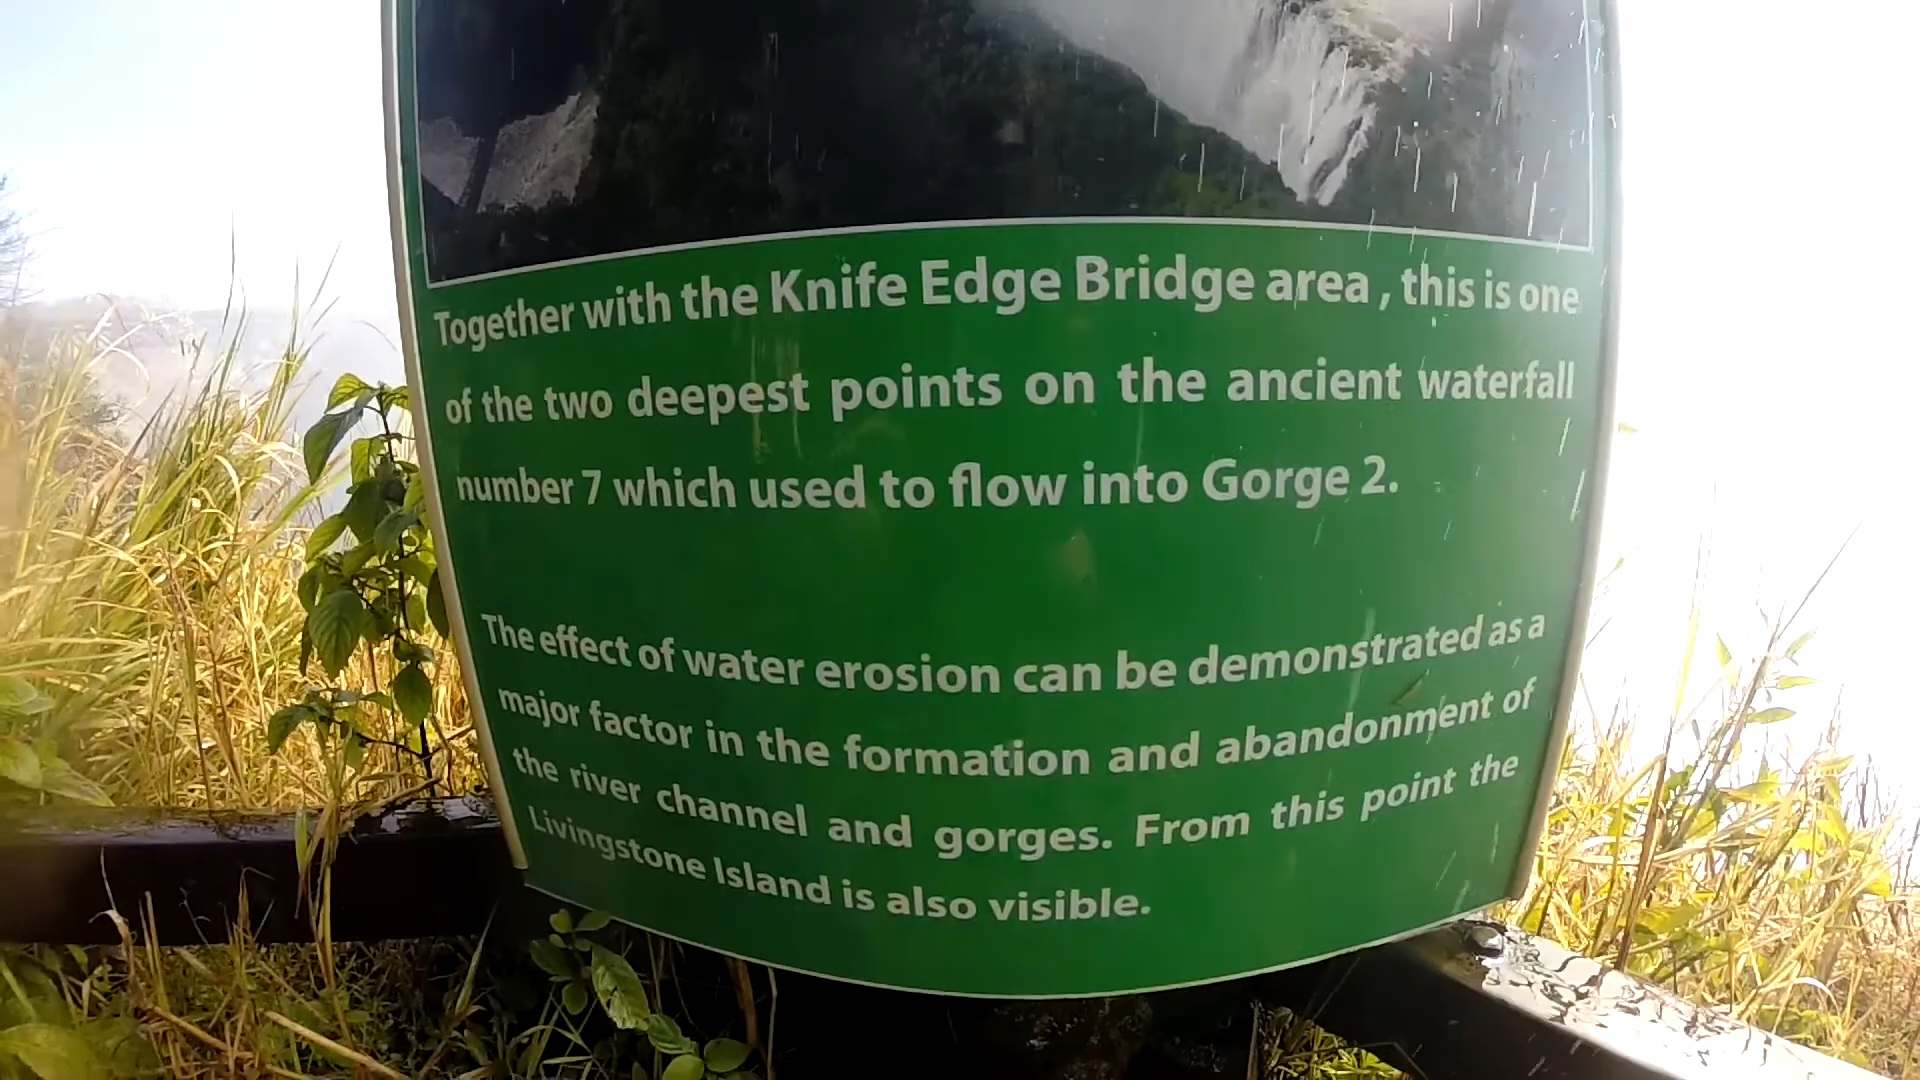 Together with the Knife Edge Bridge area , this is one
of the two deepest points on the ancient waterfall
number 7 which used to flow into Gorge 2.
The effect of water erosion can be demonstrated as a
major factor in the formation and abandonment of
the river channel and gorges. From this point the
Livingstone Island is also visible.